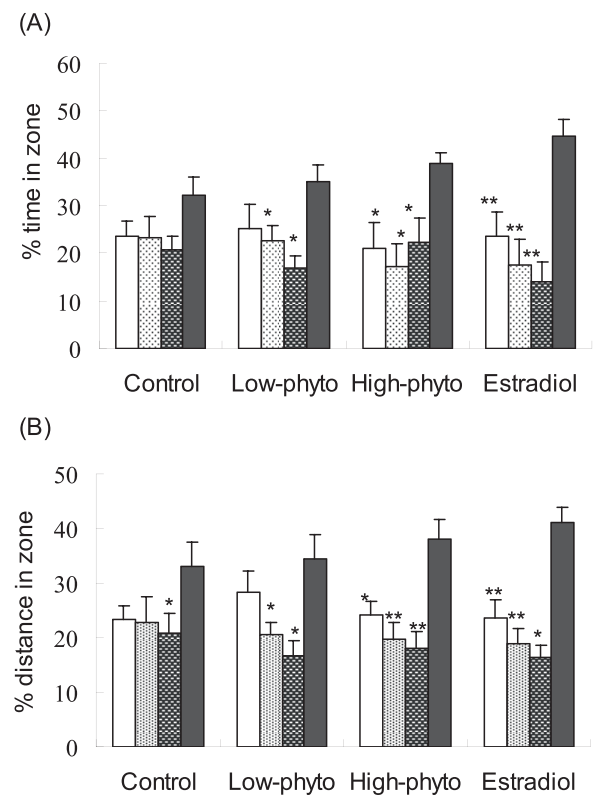 (A)
% time in zone
60
50
40
30
20
10
0
* * * * * ** ** **
Control Low-phyto High-phyto Estradiol
(B)
% distance in zone
50
40
30
20
10
0
* * * * ** ** ** ** *
Control Low-phyto High-phyto Estradiol